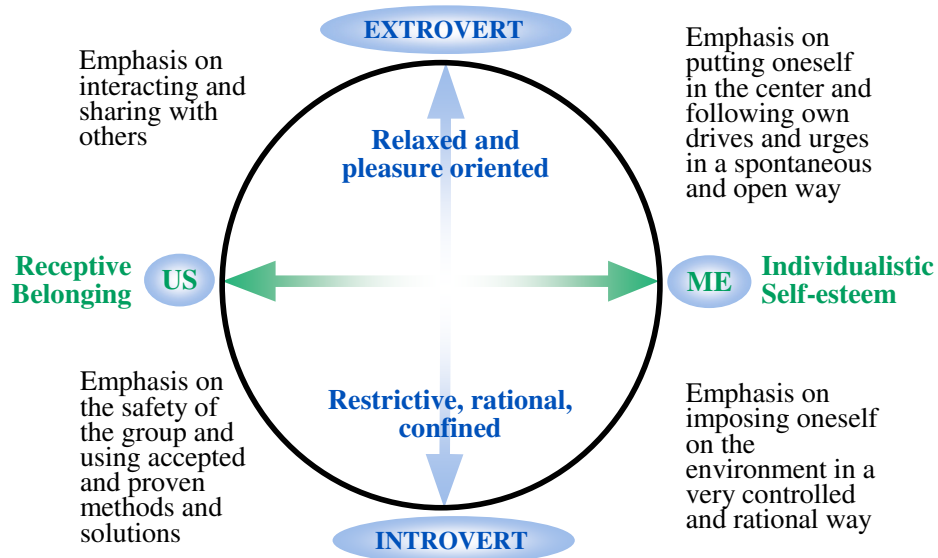 EXTROVERT
Emphasis on
interacting and
sharing with
others
Emphasis on
putting oneself
in the center and
following own
drives and urges
in a spontaneous
and open way
Relaxed and
pleasure oriented
Receptive
Belonging
US
ME
Individualistic
Self-esteem
Emphasis on
the safety of
the group and
using accepted
and proven
methods and
solutions
Restrictive, rational,
confined
Emphasis on
imposing oneself
on the
environment in a
very controlled
and rational way
INTROVERT